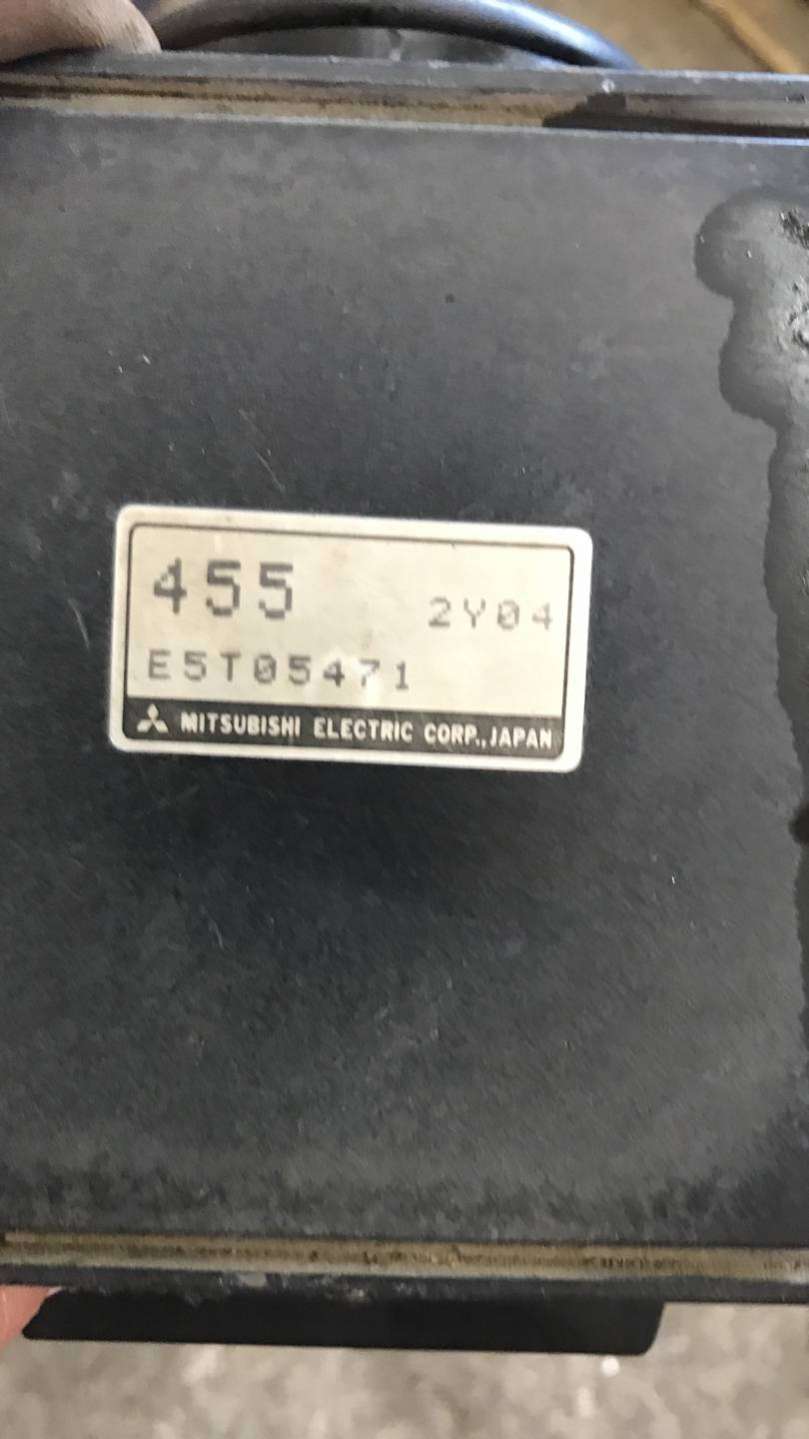 455 2Y04
E5T05471
MITSUBISHI ELECTRIC CORP., JAPAN